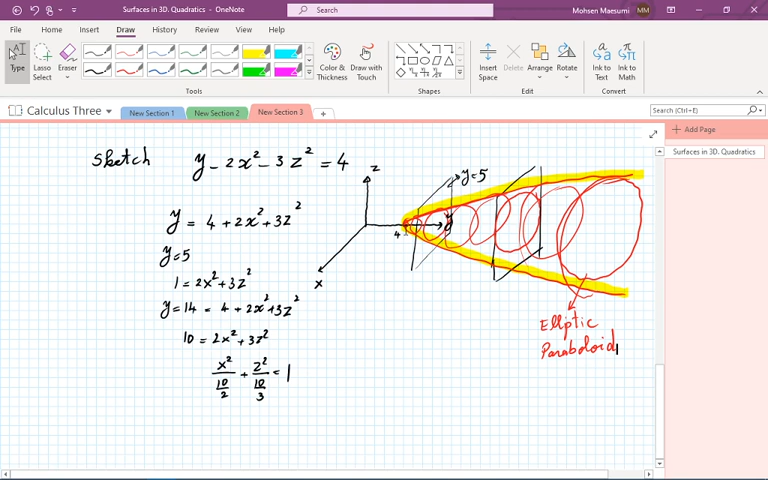 Surfaces in 3D. Quadratics - OneNote
Search
Mohsen Maesumi
MM
File
Home
Insert
Draw
History
Review
View
Help
Type
Lasso Select
Eraser
Color & Thickness
Draw with Touch
Insert Space
Delete
Arrange
Rotate
Ink to Text
Ink to Math
Tools
Shapes
Edit
Convert
Calculus Three
New Section 1
New Section 2
New Section 3
+
Search (Ctrl+E)
+ Add Page
Surfaces in 3D. Quadratics
Sketch y - 2x² - 3z² = 4
y = 4 + 2x² + 3z²
y = 5
1 = 2x² + 3z²
y = 14 = 4 + 2x² + 3z²
10 = 2x² + 3z²
x²/(10/2) + z²/(10/3) = 1
z
y = 5
4
y
x
Elliptic
Paraboloid